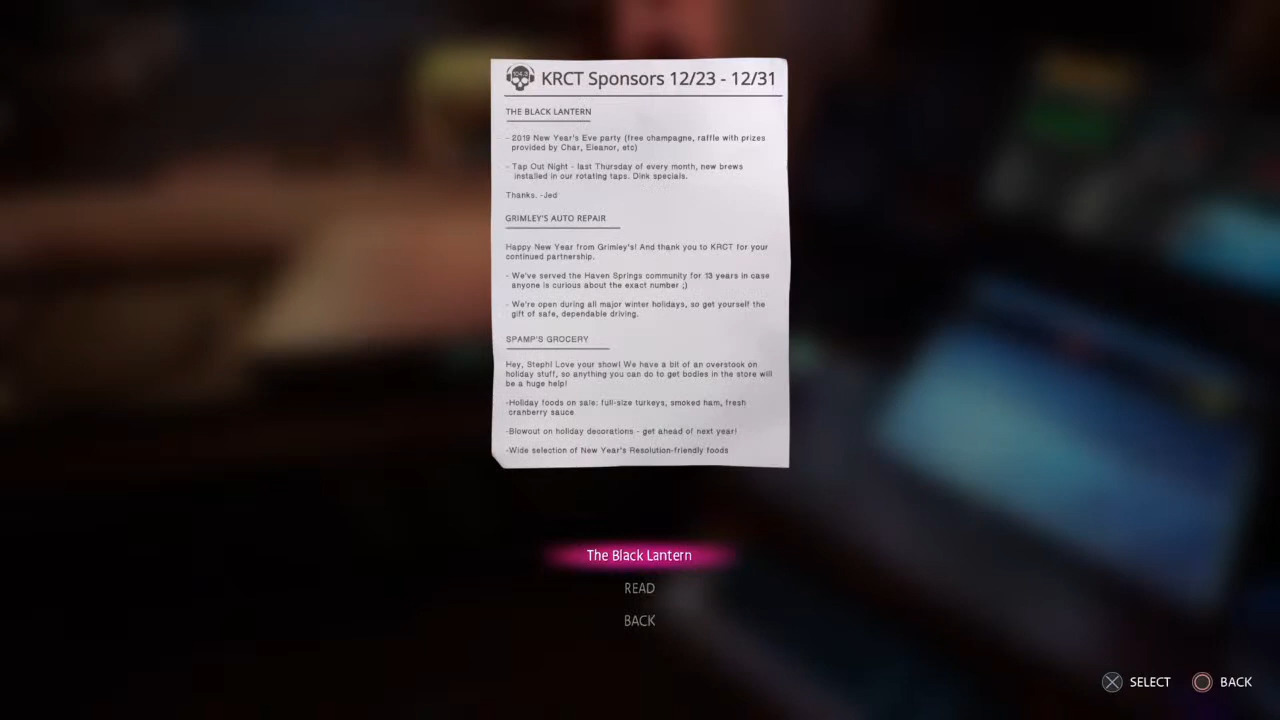 KRCT Sponsors 12/23 - 12/31
THE BLACK LANTERN
- 2019 New Year's Eve party (free champagne, raffle with prizes
provided by Char, Eleanor, etc)
- Tap Out Night - last Thursday of every month, new brews
installed in our rotating taps. Dink specials.
Thanks. -Jed
GRIMLEY'S AUTO REPAIR
Happy New Year from Grimley's! And thank you to KRCT for your
continued partnership.
- We've served the Haven Springs community for 13 years in case
anyone is curious about the exact number ;)
- We're open during all major winter holidays, so get yourself the
gift of safe, dependable driving.
SPAMP'S GROCERY
Hey, Steph! Love your show! We have a bit of an overstook on
holiday stuff, so anything you can do to get bodies in the store will
be a huge help!
-Holiday foods on sale: full-size turkeys, smoked ham, fresh
cranberry sauce
-Blowout on holiday decorations - get ahead of next year!
-Wide selection of New Year's Resolution-friendly foods
The Black Lantern
READ
BACK
SELECT BACK